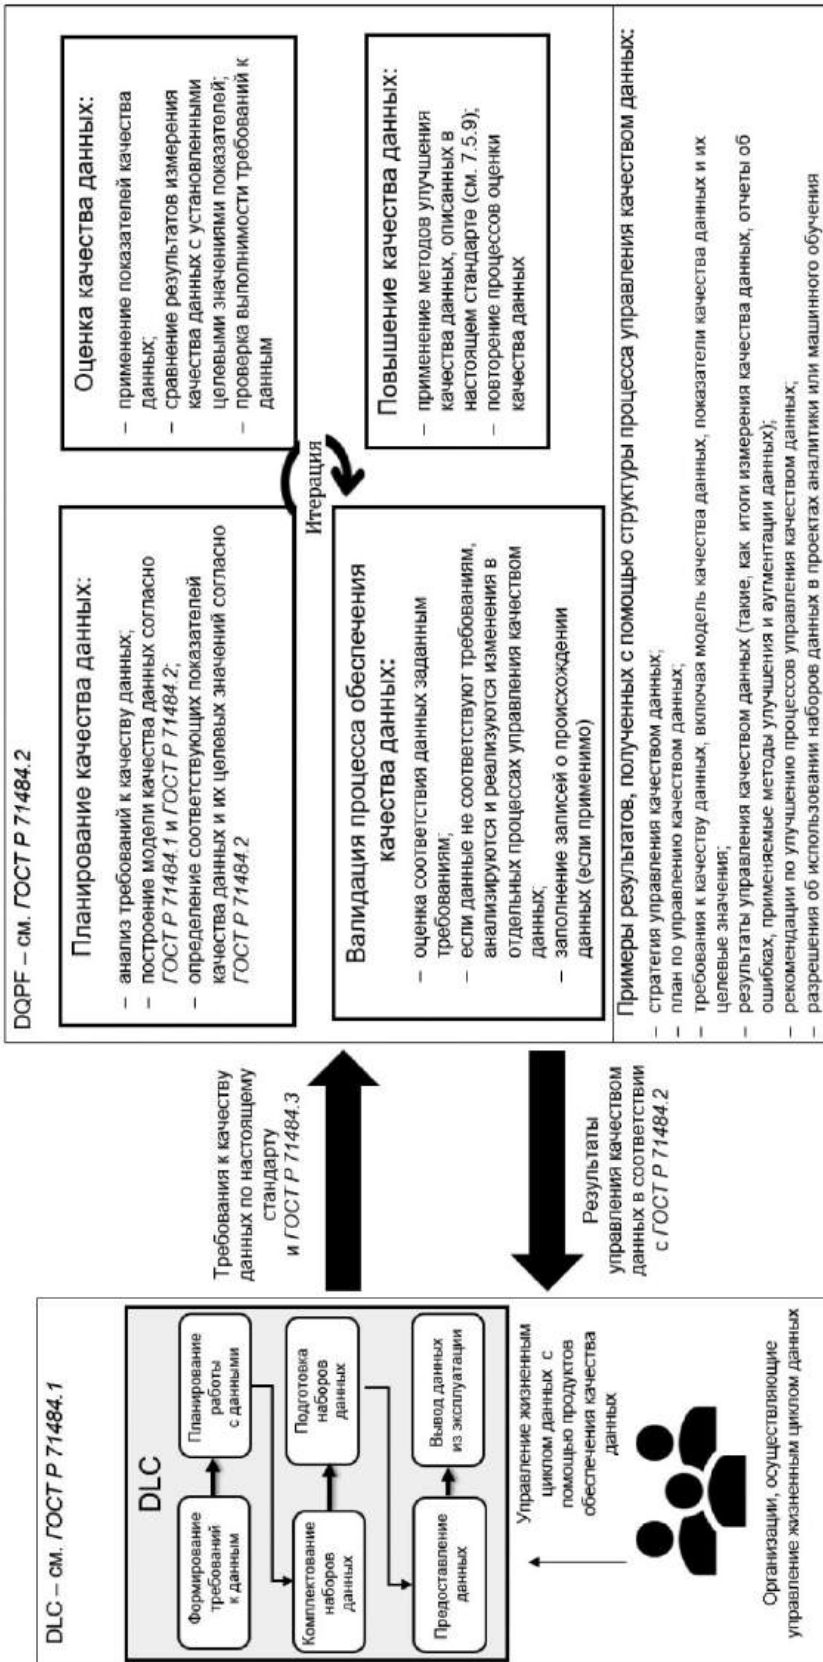 DLC – см. ГОСТ Р 71484.1
DLC
Формирование
требований
к данным
Планирование
работы
с данными
Комплектование
наборов
данных
Подготовка
наборов
данных
Предоставление
данных
Вывод данных
из эксплуатации
Управление жизненным
циклом данных с
помощью продуктов
обеспечения качества
данных
Организации, осуществляющие
управление жизненным циклом данных
Требования к качеству
данных по настоящему
стандарту
и ГОСТ Р 71484.3
Результаты
управления качеством
данных в соответствии
с ГОСТ Р 71484.2
DQPF – см. ГОСТ Р 71484.2
Планирование качества данных:
– анализ требований к качеству данных;
– построение модели качества данных согласно
ГОСТ Р 71484.1 и ГОСТ Р 71484.2;
– определение соответствующих показателей
качества данных и их целевых значений согласно
ГОСТ Р 71484.2
Оценка качества данных:
– применение показателей качества
данных;
– сравнение результатов измерения
качества данных с установленными
целевыми значениями показателей;
– проверка выполнимости требований к
данным
Итерация
Валидация процесса обеспечения
качества данных:
– оценка соответствия данных заданным
требованиям;
– если данные не соответствуют требованиям,
анализируются и реализуются изменения в
отдельных процессах управления качеством
данных;
– заполнение записей о происхождении
данных (если применимо)
Повышение качества данных:
– применение методов улучшения
качества данных, описанных в
настоящем стандарте (см. 7.5.9);
– повторение процессов оценки
качества данных
Примеры результатов, полученных с помощью структуры процесса управления качеством данных:
– стратегия управления качеством данных;
– план по управлению качеством данных;
– требования к качеству данных, включая модель качества данных, показатели качества данных и их
целевые значения;
– результаты управления качеством данных (такие, как итоги измерения качества данных, отчеты об
ошибках, применяемые методы улучшения и аугментации данных);
– рекомендации по улучшению процессов управления качеством данных;
– разрешения об использовании наборов данных в проектах аналитики или машинного обучения